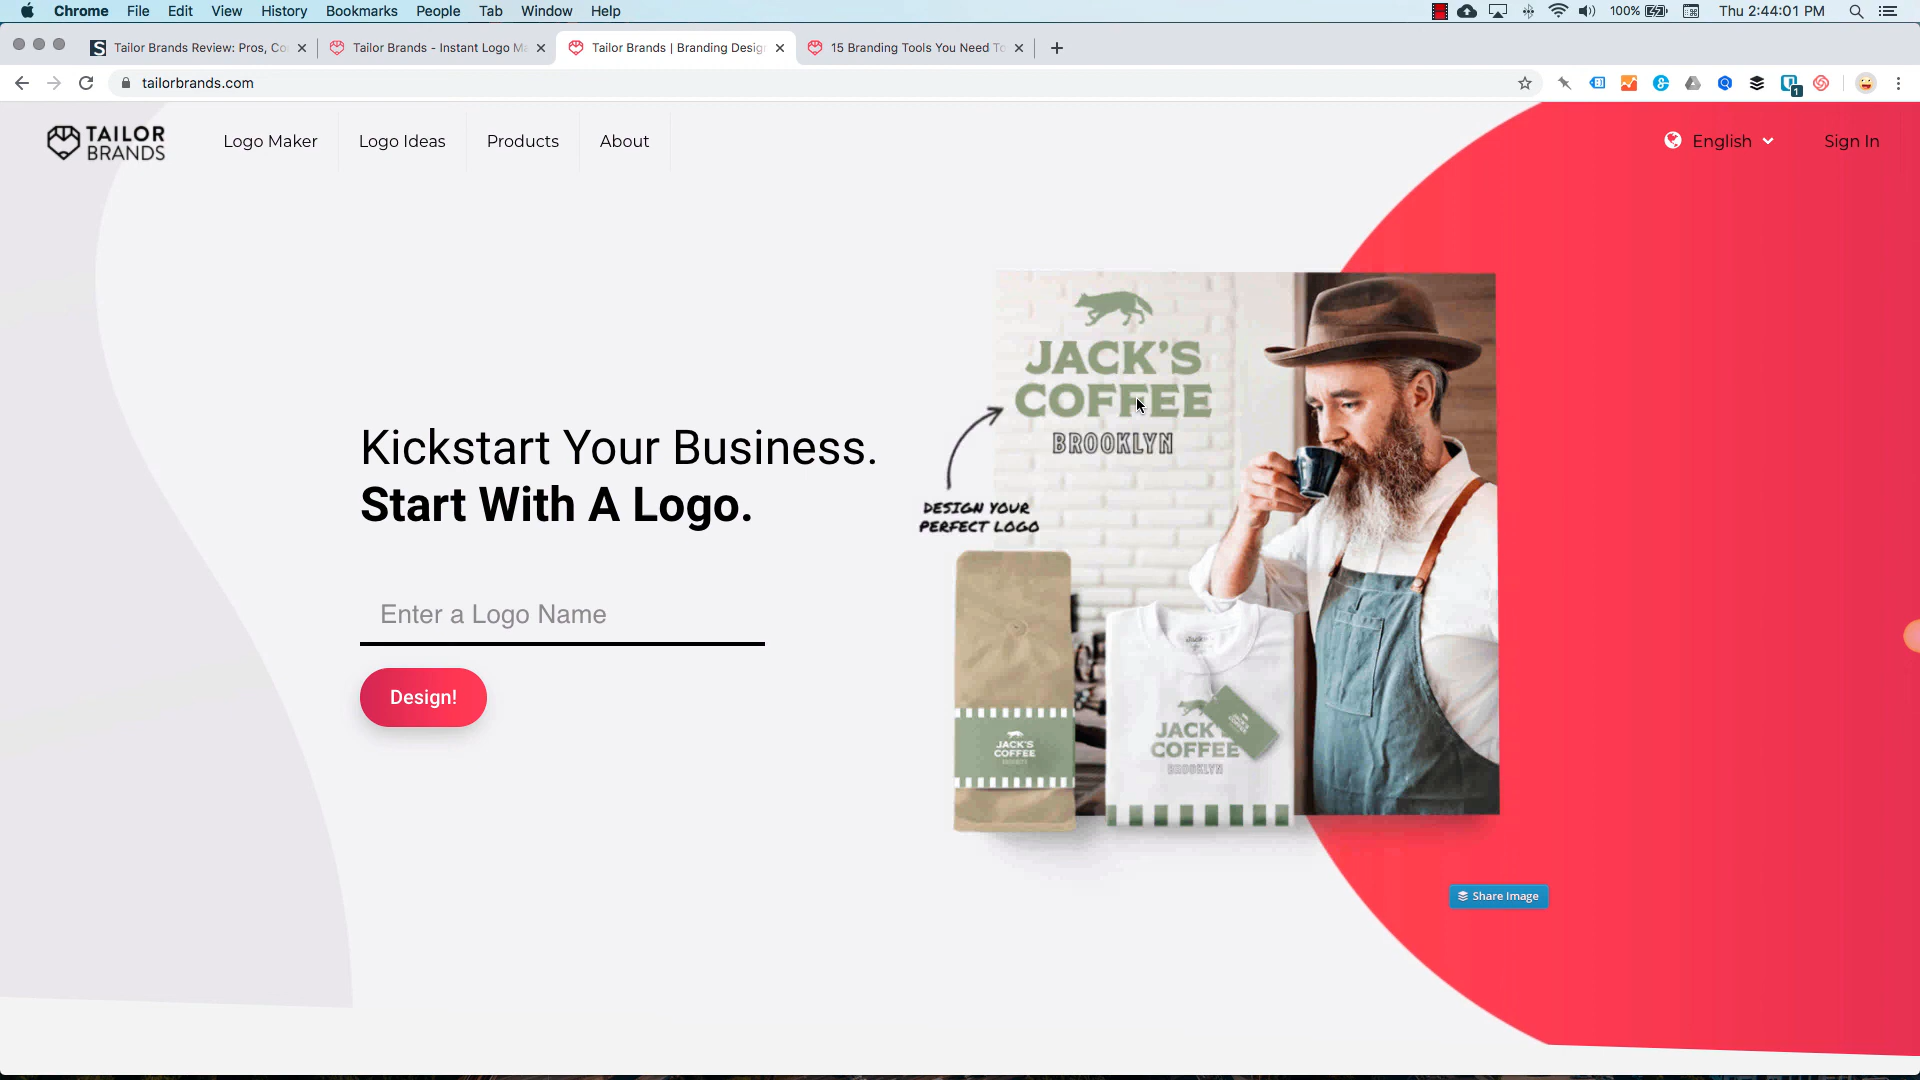 Chrome File Edit View History Bookmarks People Tab Window Help 100% Thu 2:44:01 PM
Tailor Brands Review: Pros, Co
Tailor Brands - Instant Logo Ma
Tailor Brands | Branding Design
15 Branding Tools You Need To
tailorbrands.com
1
TAILOR
BRANDS
Logo Maker
Logo Ideas
Products
About
English
Sign In
JACK'S
COFFEE
BROOKLYN
Kickstart Your Business.
Start With A Logo.
DESIGN YOUR
PERFECT LOGO
Enter a Logo Name
Design!
JACK'S
COFFEE
JACK'
COFFEE
BROOKLYN
Share Image